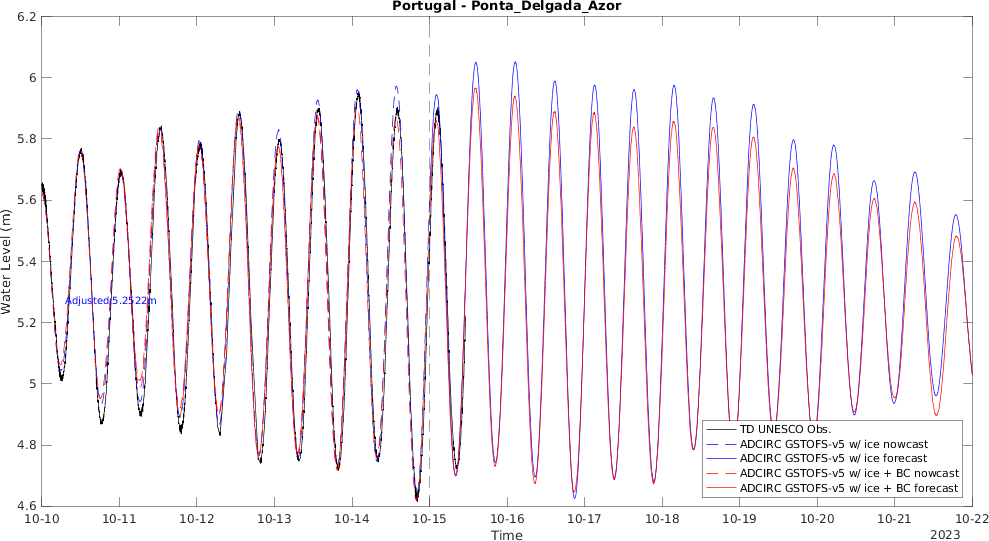 Portugal - Ponta_Delgada_Azor
6.2
6
5.8
5.6
5.4
5.2
5
4.8
4.6
Water Level (m)
Adjusted 5.2522m
TD UNESCO Obs.
ADCIRC GSTOFS-v5 w/ ice nowcast
ADCIRC GSTOFS-v5 w/ ice forecast
ADCIRC GSTOFS-v5 w/ ice + BC nowcast
ADCIRC GSTOFS-v5 w/ ice + BC forecast
10-10 10-11 10-12 10-13 10-14 10-15 10-16 10-17 10-18 10-19 10-20 10-21 10-22
Time
2023